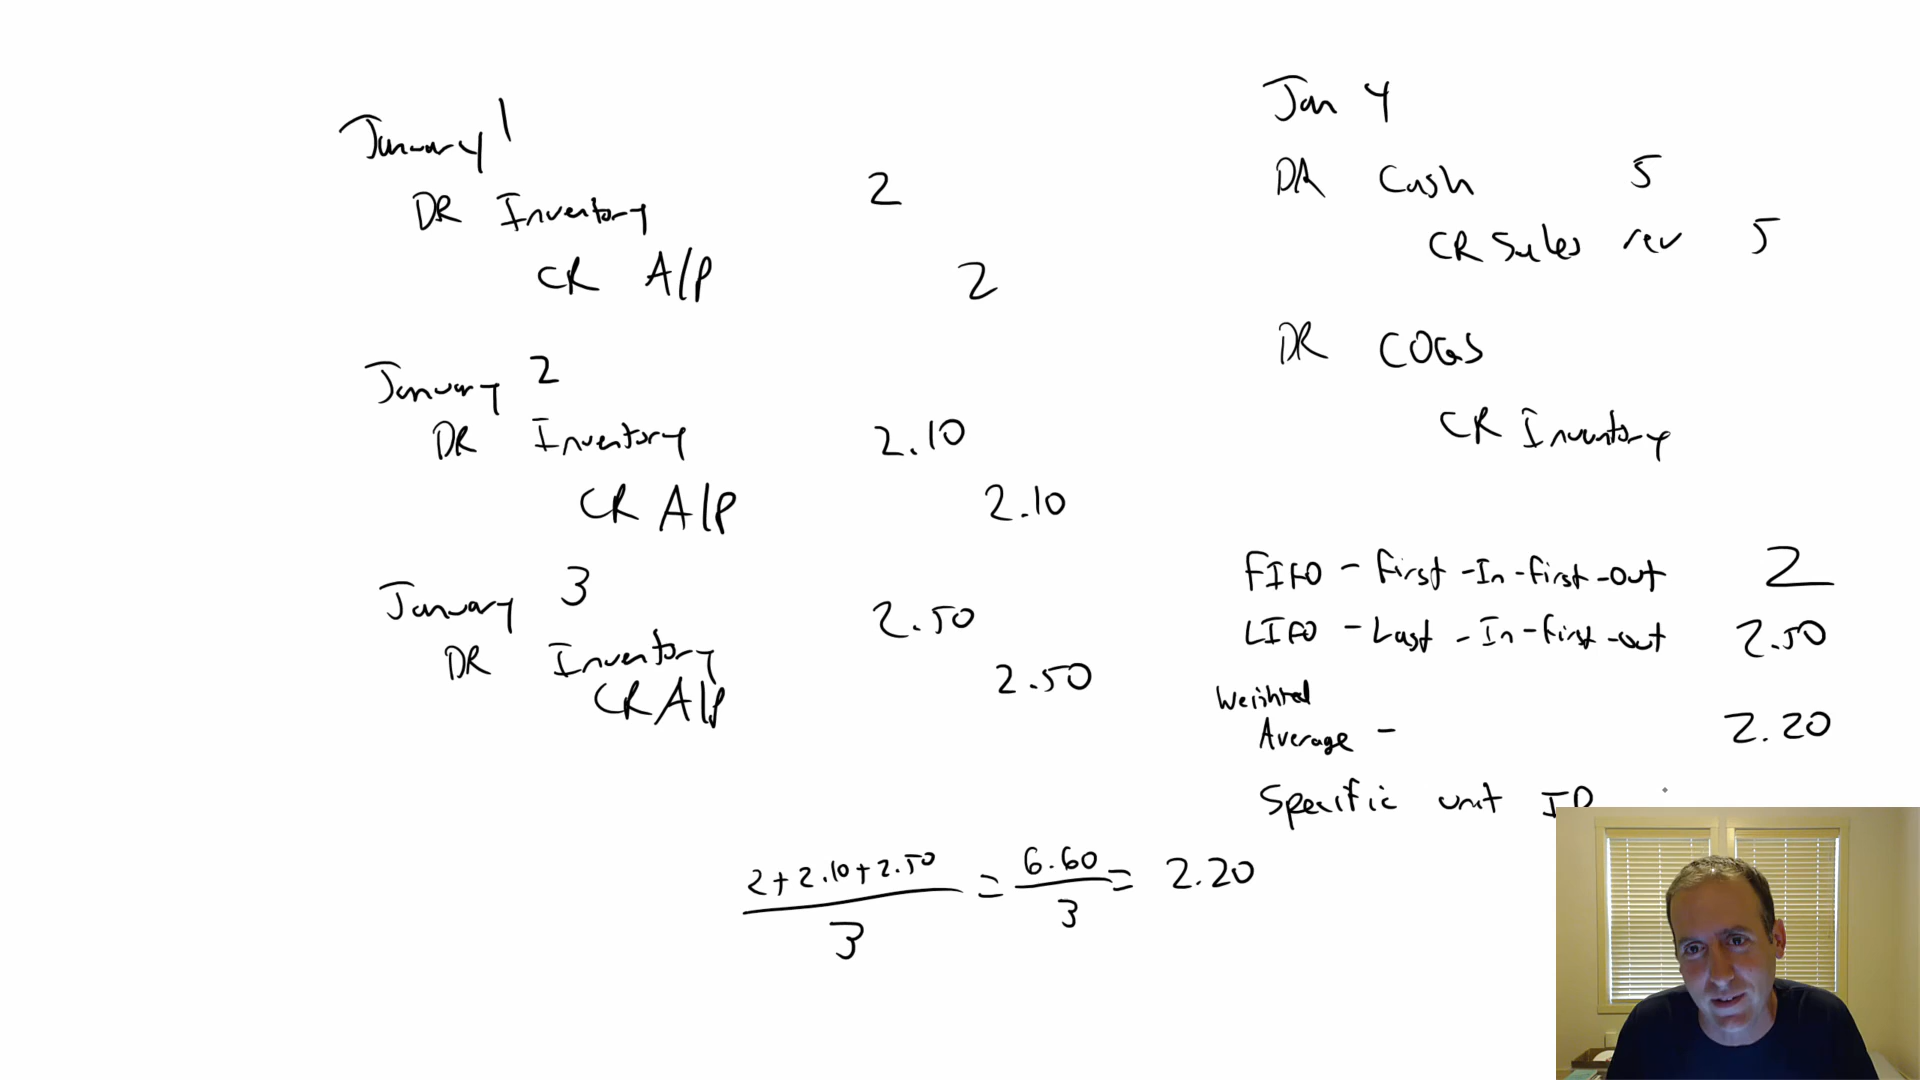 January 1
DR Inventory 2
CR A/P 2
January 2
DR Inventory 2.10
CR A/P 2.10
January 3
DR Inventory 2.50
CR A/P 2.50
2+2.10+2.50 / 3 = 6.60 / 3 = 2.20
Jan 4
DR Cash 5
CR Sales rev 5
DR COGS
CR Inventory
FIFO - First-In-first-out 2
LIFO - Last-In-first-out 2.50
Weighted
Average - 2.20
Specific unit ID